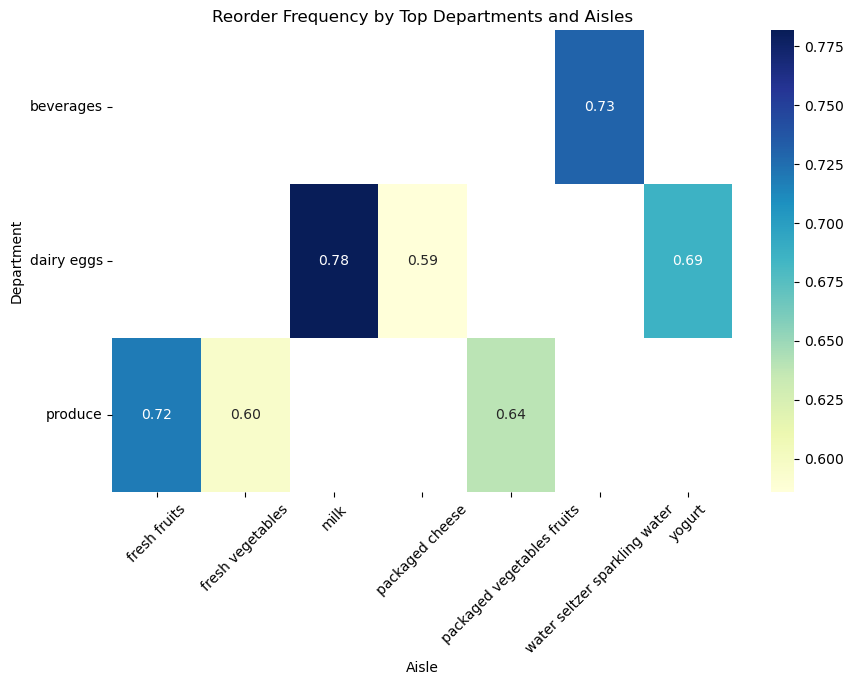 Reorder Frequency by Top Departments and Aisles
Department
beverages
dairy eggs
produce
0.73
0.78
0.59
0.69
0.72
0.60
0.64
fresh fruits
fresh vegetables
milk
packaged cheese
packaged vegetables fruits
water seltzer sparkling water
yogurt
Aisle
0.775
0.750
0.725
0.700
0.675
0.650
0.625
0.600